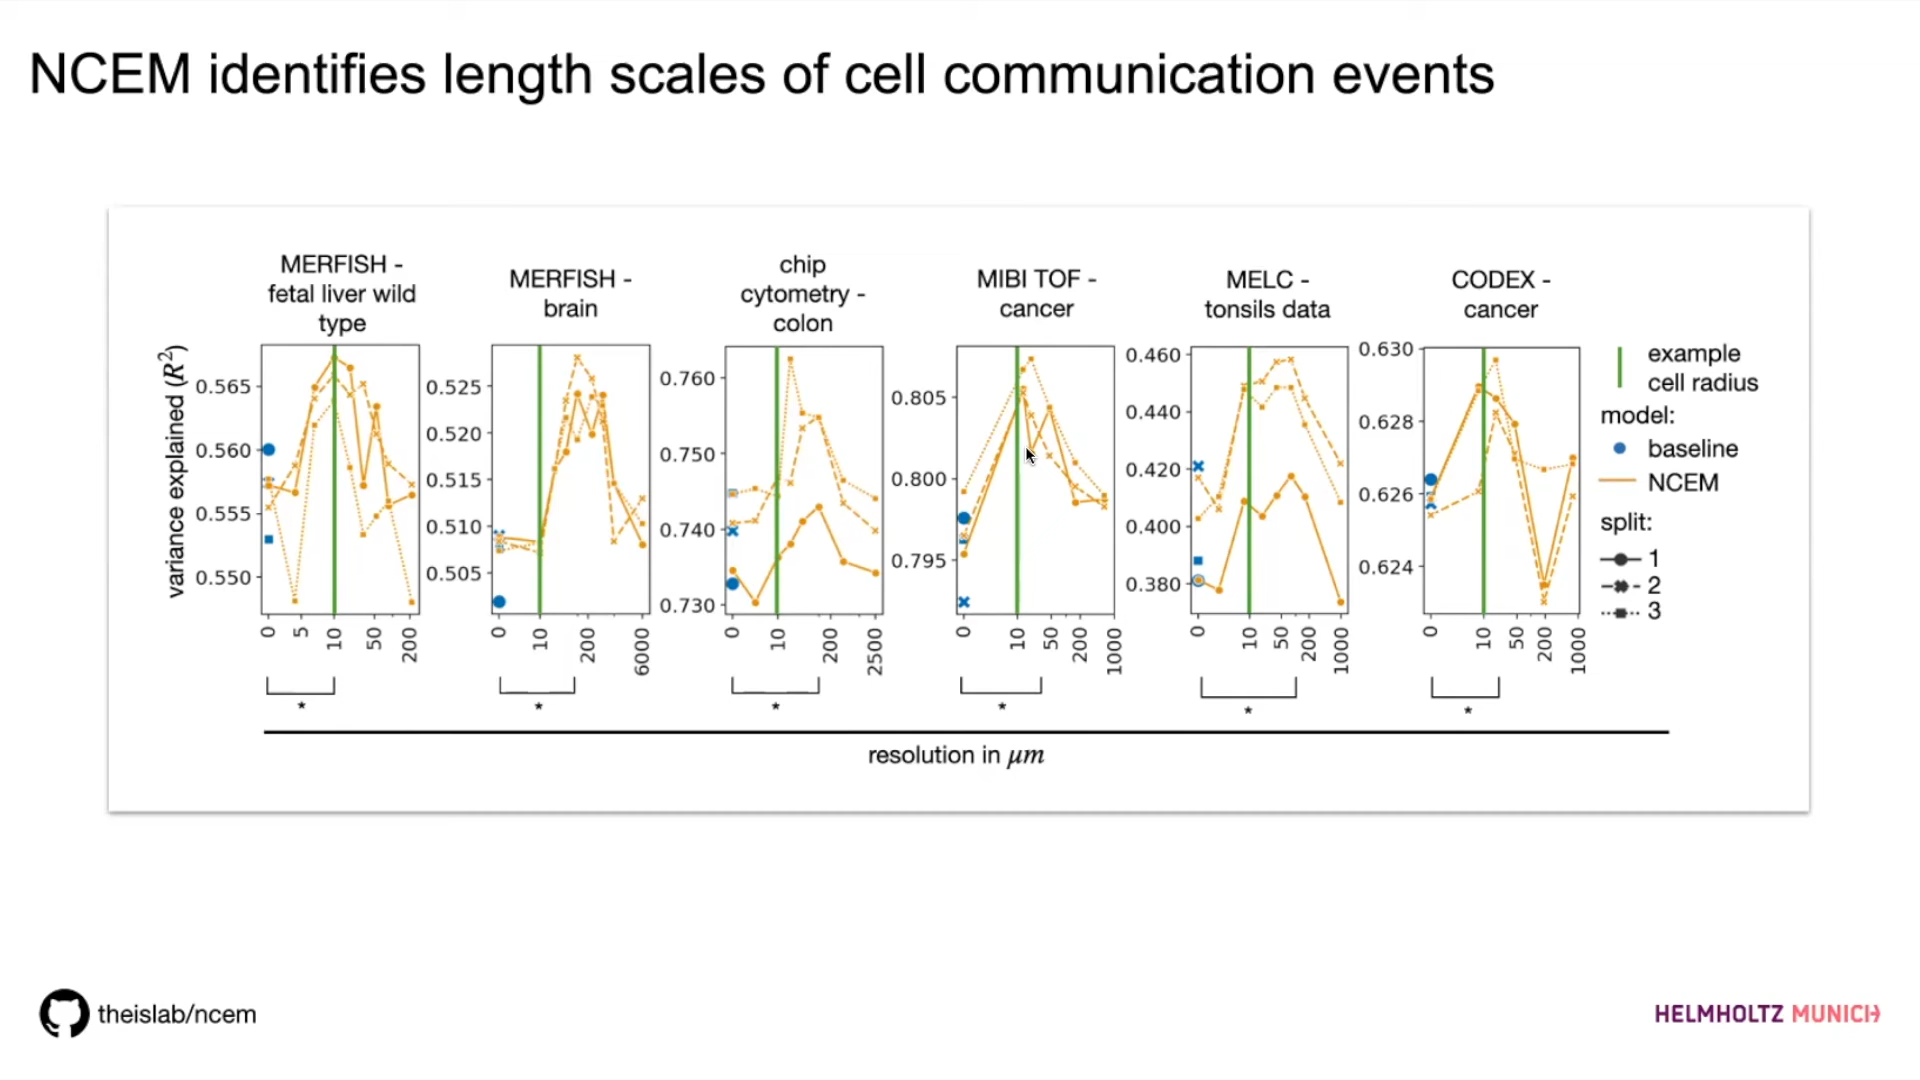 NCEM identifies length scales of cell communication events
MERFISH -
fetal liver wild
type
MERFISH -
brain
chip
cytometry -
colon
MIBI TOF -
cancer
MELC -
tonsils data
CODEX -
cancer
variance explained (R²)
0.565
0.560
0.555
0.550
0 5 10 50 200
*
0.525
0.520
0.515
0.510
0.505
0 10 200 6000
*
0.760
0.750
0.740
0.730
0 10 200 2500
*
0.805
0.800
0.795
0 10 50 200 1000
*
0.460
0.440
0.420
0.400
0.380
0 10 50 200 1000
*
0.630
0.628
0.626
0.624
0 10 50 200 1000
*
example
cell radius
model:
baseline
NCEM
split:
1
2
3
resolution in μm
theislab/ncem
HELMHOLTZ MUNICH